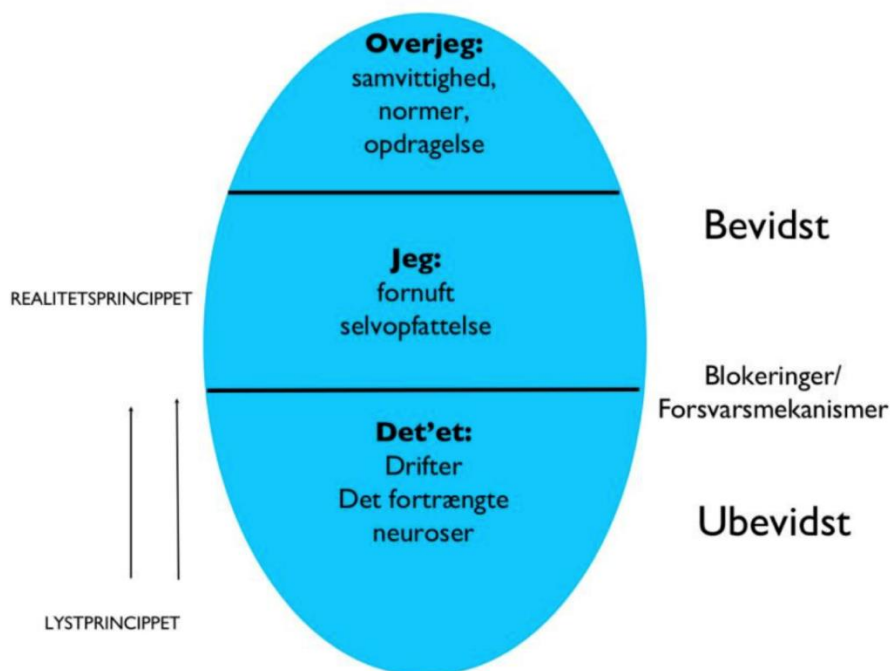 Overjeg:
samvittighed,
normer,
opdragelse
Bevidst
Jeg:
fornuft
selvopfattelse
REALITETSPRINCIPPET
Blokeringer/
Forsvarsmekanismer
Det'et:
Drifter
Det fortrængte
neuroser
Ubevidst
LYSTPRINCIPPET